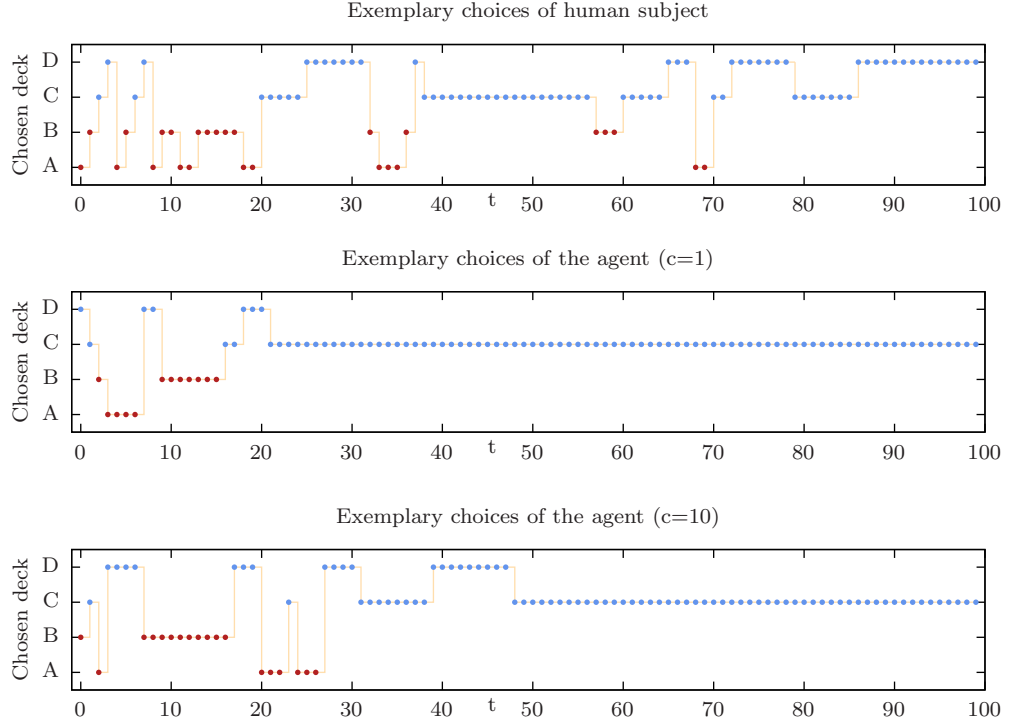 Exemplary choices of human subject
Chosen deck
D
C
B
A
0 10 20 30 40 50 60 70 80 90 100
t
Exemplary choices of the agent (c=1)
Chosen deck
D
C
B
A
0 10 20 30 40 50 60 70 80 90 100
t
Exemplary choices of the agent (c=10)
Chosen deck
D
C
B
A
0 10 20 30 40 50 60 70 80 90 100
t